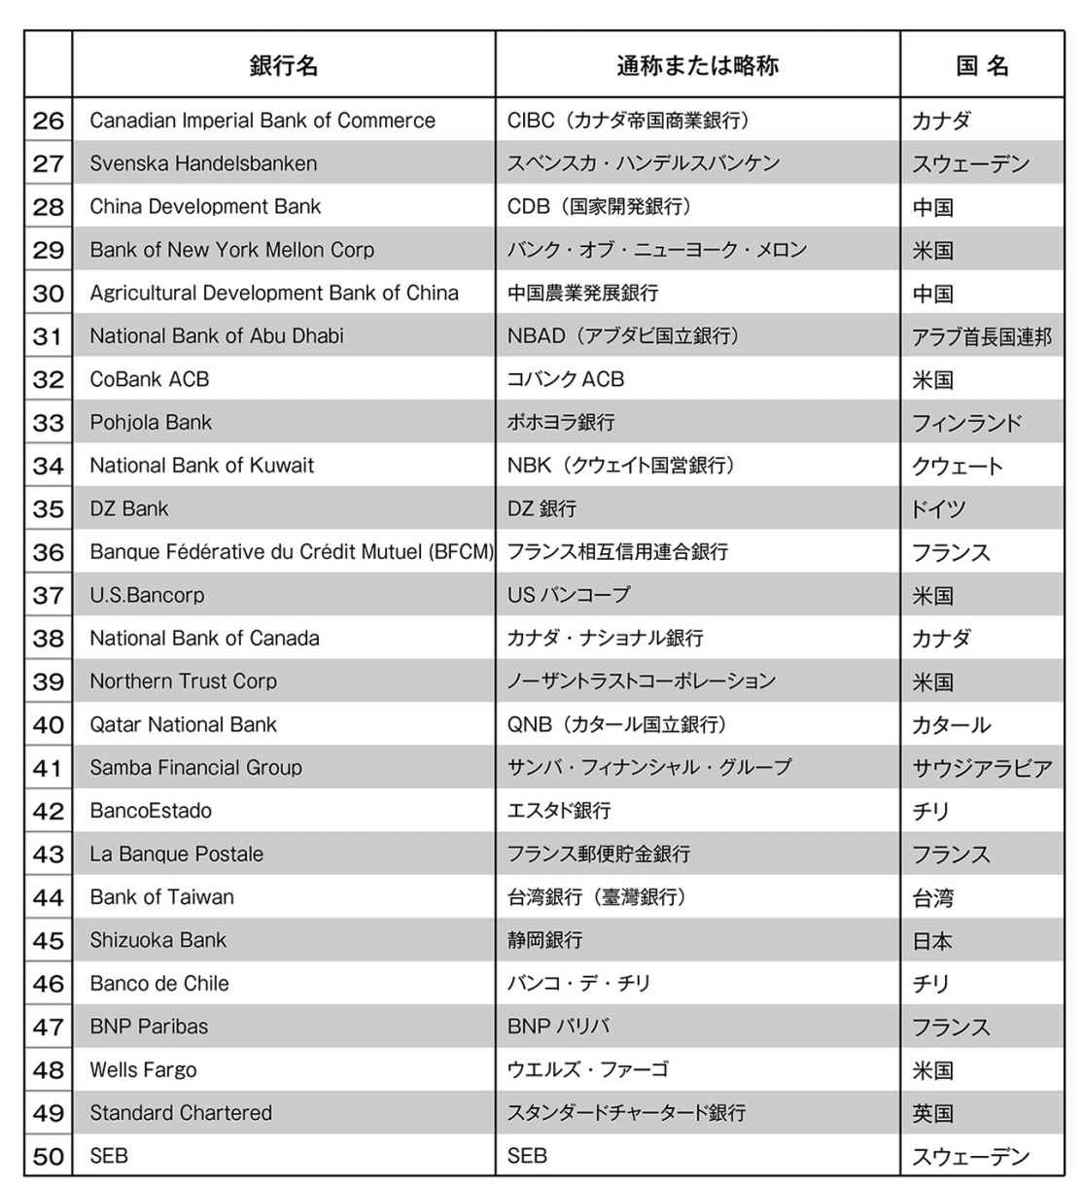 銀行名 通称または略称 国 名
26 Canadian Imperial Bank of Commerce CIBC（カナダ帝国商業銀行） カナダ
27 Svenska Handelsbanken スベンスカ・ハンデルスバンケン スウェーデン
28 China Development Bank CDB（国家開発銀行） 中国
29 Bank of New York Mellon Corp バンク・オブ・ニューヨーク・メロン 米国
30 Agricultural Development Bank of China 中国農業発展銀行 中国
31 National Bank of Abu Dhabi NBAD（アブダビ国立銀行） アラブ首長国連邦
32 CoBank ACB コバンク ACB 米国
33 Pohjola Bank ポホヨラ銀行 フィンランド
34 National Bank of Kuwait NBK（クウェイト国営銀行） クウェート
35 DZ Bank DZ 銀行 ドイツ
36 Banque Fédérative du Crédit Mutuel (BFCM) フランス相互信用連合銀行 フランス
37 U.S.Bancorp US バンコープ 米国
38 National Bank of Canada カナダ・ナショナル銀行 カナダ
39 Northern Trust Corp ノーザントラストコーポレーション 米国
40 Qatar National Bank QNB（カタール国立銀行） カタール
41 Samba Financial Group サンバ・フィナンシャル・グループ サウジアラビア
42 BancoEstado エスタド銀行 チリ
43 La Banque Postale フランス郵便貯金銀行 フランス
44 Bank of Taiwan 台湾銀行（臺灣銀行） 台湾
45 Shizuoka Bank 静岡銀行 日本
46 Banco de Chile バンコ・デ・チリ チリ
47 BNP Paribas BNP パリバ フランス
48 Wells Fargo ウエルズ・ファーゴ 米国
49 Standard Chartered スタンダードチャータード銀行 英国
50 SEB SEB スウェーデン